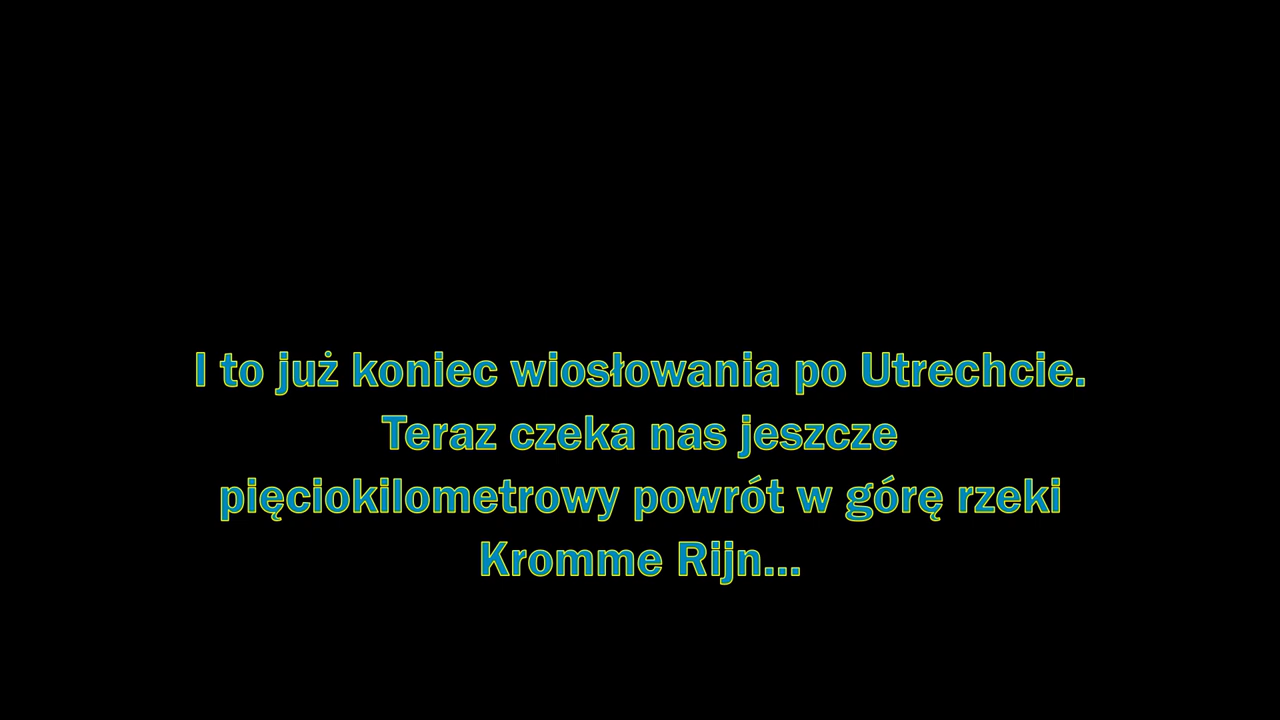 I to już koniec wiosłowania po Utrechcie.
Teraz czeka nas jeszcze
pięciokilometrowy powrót w górę rzeki
Kromme Rijn...